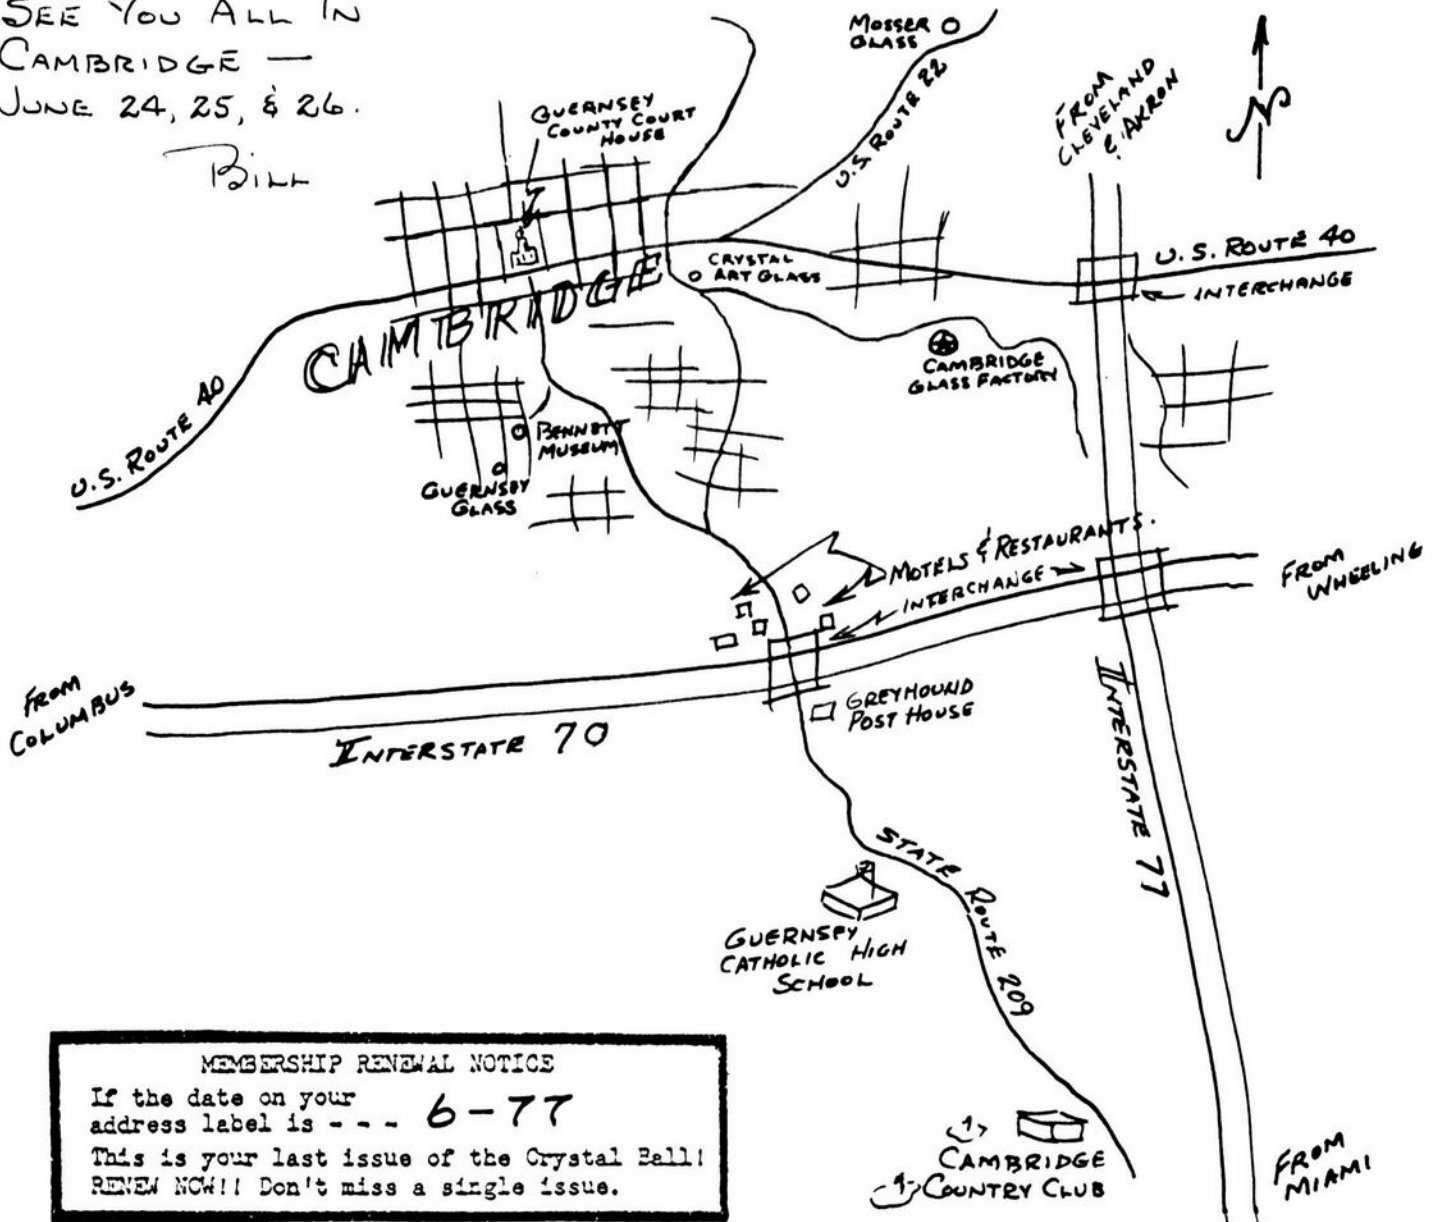 SEE YOU ALL IN
CAMBRIDGE —
JUNE 24, 25, & 26.
BILL
MOSSER
GLASS
U.S. ROUTE 22
FROM
CLEVELAND
& AKRON
N
GUERNSEY
COUNTY COURT
HOUSE
U.S. ROUTE 40
INTERCHANGE
CRYSTAL
ART GLASS
CAMBRIDGE
CAMBRIDGE
GLASS FACTORY
U.S. ROUTE 40
BENNETT
MUSEUM
GUERNSEY
GLASS
MOTELS & RESTAURANTS.
INTERCHANGE
FROM
WHEELING
FROM
COLUMBUS
INTERSTATE 70
GREYHOUND
POST HOUSE
INTERSTATE 77
STATE ROUTE 209
GUERNSEY
CATHOLIC HIGH
SCHOOL
MEMBERSHIP RENEWAL NOTICE
If the date on your
address label is - - - 6-77
This is your last issue of the Crystal Ball!
RENEW NOW!! Don't miss a single issue.
CAMBRIDGE
COUNTRY CLUB
FROM
MIAMI